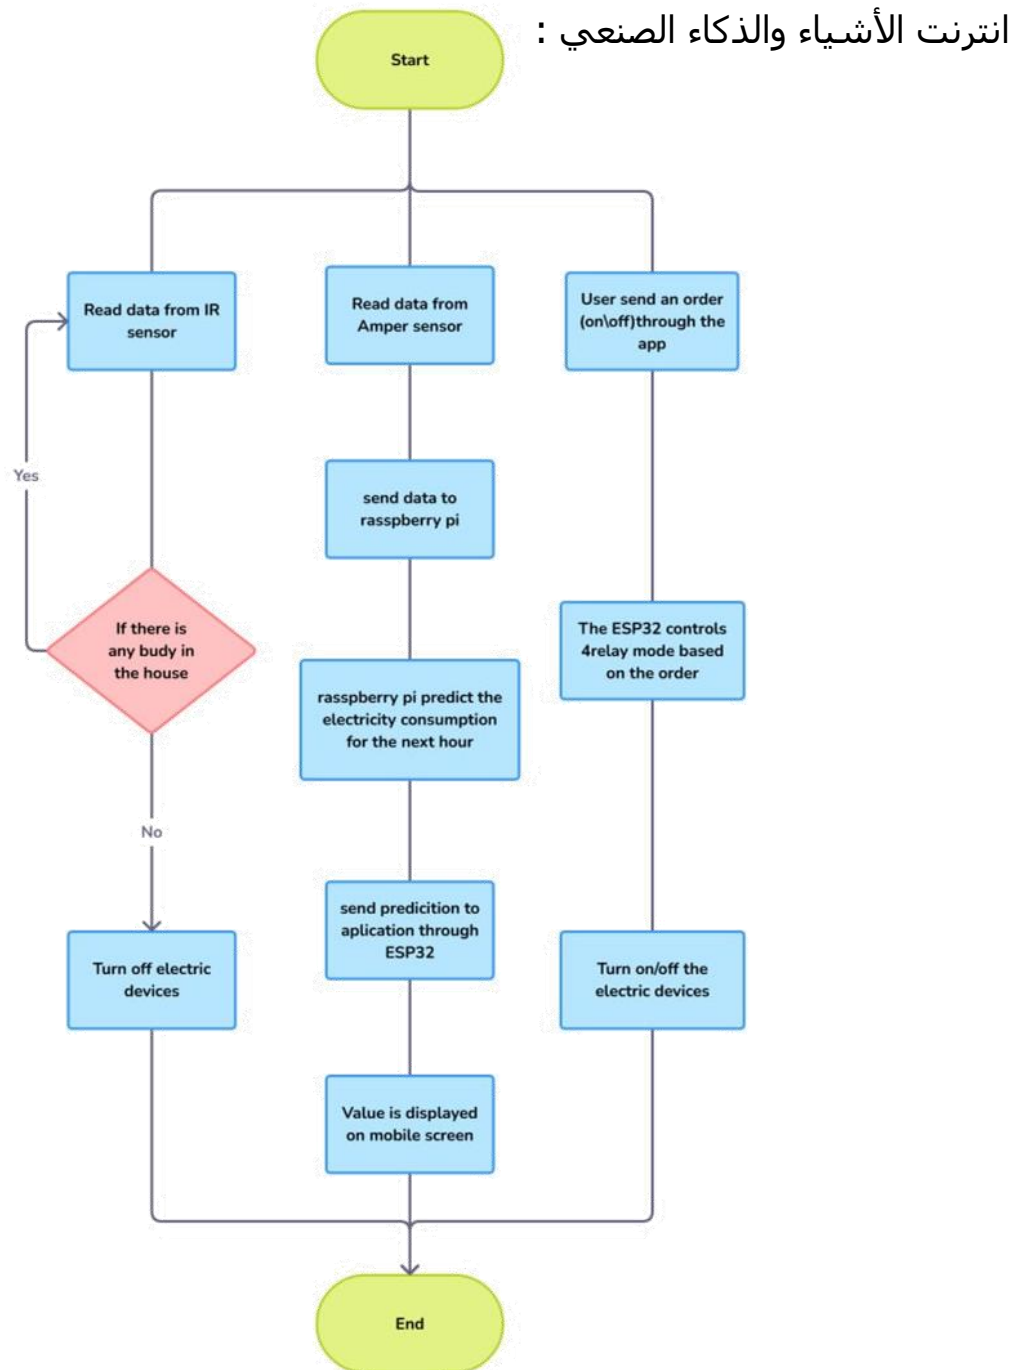 انترنت الأشياء والذكاء الصنعي :
Start
Read data from IR
sensor
Read data from
Amper sensor
User send an order
(on\off)through the
app
Yes
send data to
rasspberry pi
If there is
any budy in
the house
The ESP32 controls
4relay mode based
on the order
rasspberry pi predict the
electricity consumption
for the next hour
No
send predicition to
aplication through
ESP32
Turn off electric
devices
Turn on/off the
electric devices
Value is displayed
on mobile screen
End